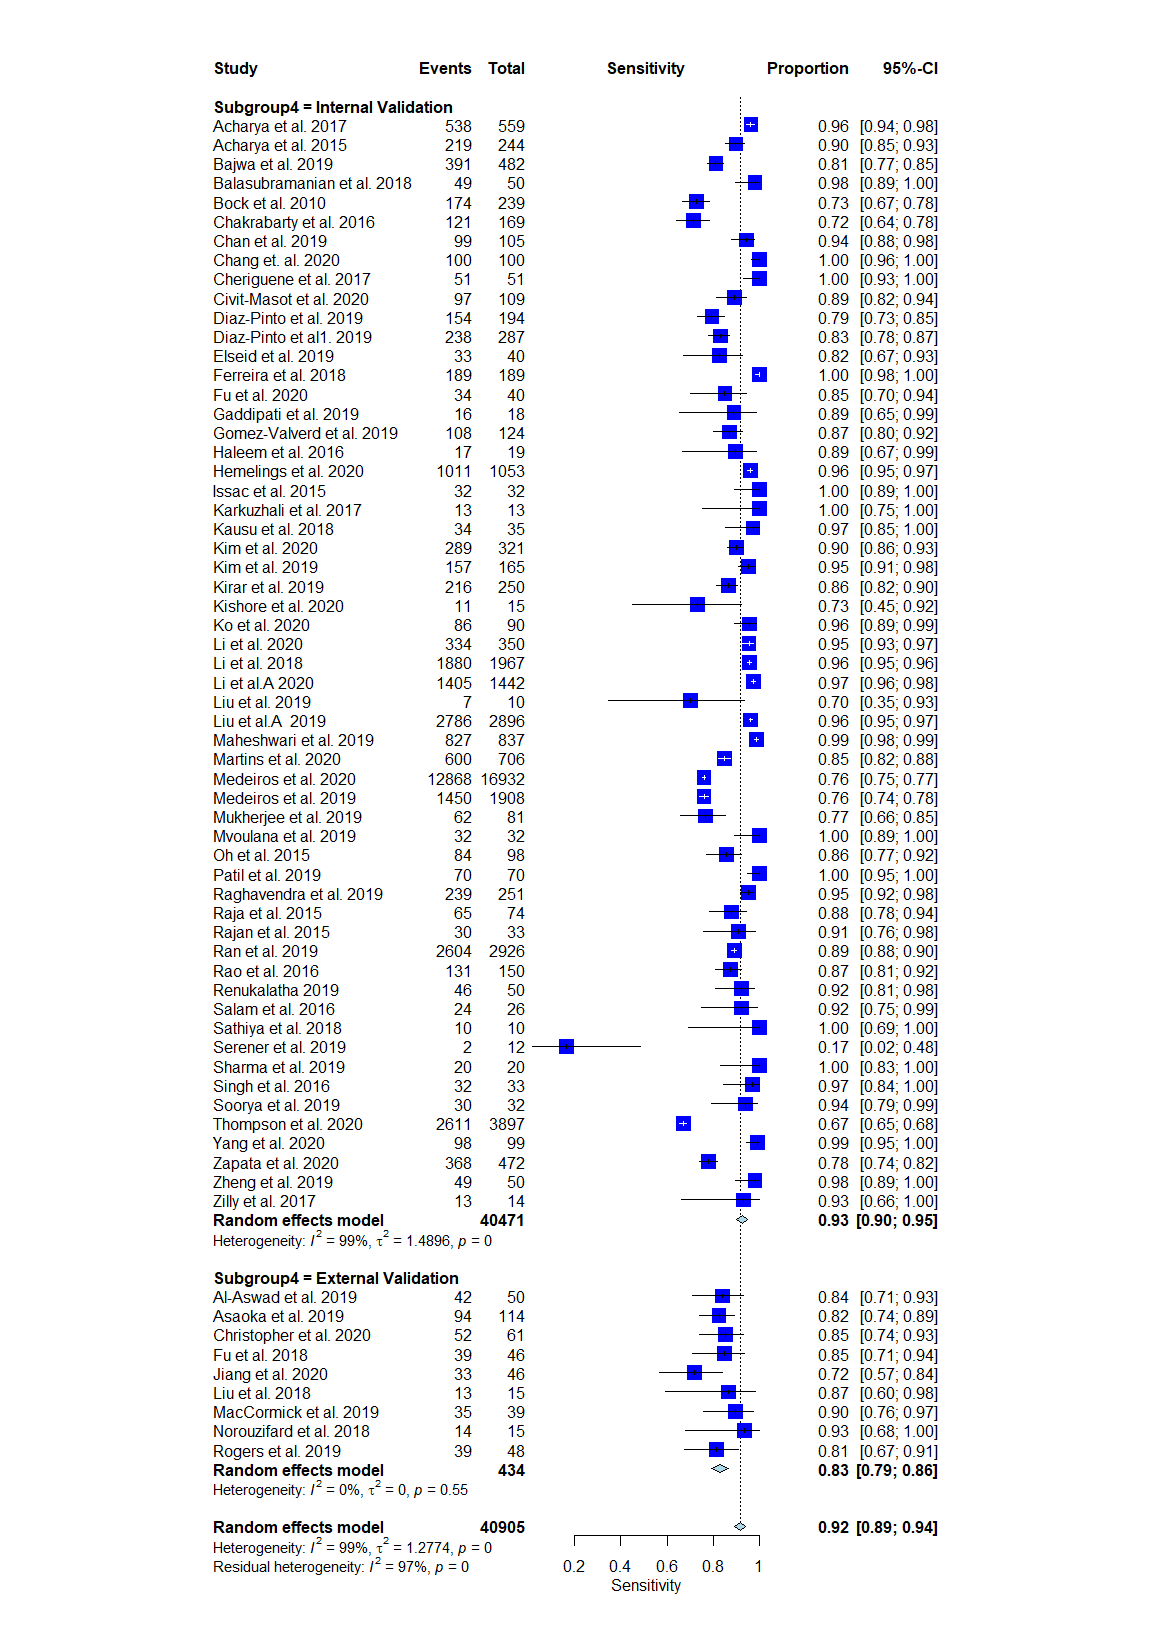 Study Events Total Sensitivity Proportion 95%-CI
Subgroup4 = Internal Validation
Acharya et al. 2017 538 559 0.96 [0.94; 0.98]
Acharya et al. 2015 219 244 0.90 [0.85; 0.93]
Bajwa et al. 2019 391 482 0.81 [0.77; 0.85]
Balasubramanian et al. 2018 49 50 0.98 [0.89; 1.00]
Bock et al. 2010 174 239 0.73 [0.67; 0.78]
Chakrabarty et al. 2016 121 169 0.72 [0.64; 0.78]
Chan et al. 2019 99 105 0.94 [0.88; 0.98]
Chang et. al. 2020 100 100 1.00 [0.96; 1.00]
Cheriguene et al. 2017 51 51 1.00 [0.93; 1.00]
Civit-Masot et al. 2020 97 109 0.89 [0.82; 0.94]
Diaz-Pinto et al. 2019 154 194 0.79 [0.73; 0.85]
Diaz-Pinto et al1. 2019 238 287 0.83 [0.78; 0.87]
Elseid et al. 2019 33 40 0.82 [0.67; 0.93]
Ferreira et al. 2018 189 189 1.00 [0.98; 1.00]
Fu et al. 2020 34 40 0.85 [0.70; 0.94]
Gaddipati et al. 2019 16 18 0.89 [0.65; 0.99]
Gomez-Valverd et al. 2019 108 124 0.87 [0.80; 0.92]
Haleem et al. 2016 17 19 0.89 [0.67; 0.99]
Hemelings et al. 2020 1011 1053 0.96 [0.95; 0.97]
Issac et al. 2015 32 32 1.00 [0.89; 1.00]
Karkuzhali et al. 2017 13 13 1.00 [0.75; 1.00]
Kausu et al. 2018 34 35 0.97 [0.85; 1.00]
Kim et al. 2020 289 321 0.90 [0.86; 0.93]
Kim et al. 2019 157 165 0.95 [0.91; 0.98]
Kirar et al. 2019 216 250 0.86 [0.82; 0.90]
Kishore et al. 2020 11 15 0.73 [0.45; 0.92]
Ko et al. 2020 86 90 0.96 [0.89; 0.99]
Li et al. 2020 334 350 0.95 [0.93; 0.97]
Li et al. 2018 1880 1967 0.96 [0.95; 0.96]
Li et al.A 2020 1405 1442 0.97 [0.96; 0.98]
Liu et al. 2019 7 10 0.70 [0.35; 0.93]
Liu et al.A 2019 2786 2896 0.96 [0.95; 0.97]
Maheshwari et al. 2019 827 837 0.99 [0.98; 0.99]
Martins et al. 2020 600 706 0.85 [0.82; 0.88]
Medeiros et al. 2020 12868 16932 0.76 [0.75; 0.77]
Medeiros et al. 2019 1450 1908 0.76 [0.74; 0.78]
Mukherjee et al. 2019 62 81 0.77 [0.66; 0.85]
Mvoulana et al. 2019 32 32 1.00 [0.89; 1.00]
Oh et al. 2015 84 98 0.86 [0.77; 0.92]
Patil et al. 2019 70 70 1.00 [0.95; 1.00]
Raghavendra et al. 2019 239 251 0.95 [0.92; 0.98]
Raja et al. 2015 65 74 0.88 [0.78; 0.94]
Rajan et al. 2015 30 33 0.91 [0.76; 0.98]
Ran et al. 2019 2604 2926 0.89 [0.88; 0.90]
Rao et al. 2016 131 150 0.87 [0.81; 0.92]
Renukalatha 2019 46 50 0.92 [0.81; 0.98]
Salam et al. 2016 24 26 0.92 [0.75; 0.99]
Sathiya et al. 2018 10 10 1.00 [0.69; 1.00]
Serener et al. 2019 2 12 0.17 [0.02; 0.48]
Sharma et al. 2019 20 20 1.00 [0.83; 1.00]
Singh et al. 2016 32 33 0.97 [0.84; 1.00]
Soorya et al. 2019 30 32 0.94 [0.79; 0.99]
Thompson et al. 2020 2611 3897 0.67 [0.65; 0.68]
Yang et al. 2020 98 99 0.99 [0.95; 1.00]
Zapata et al. 2020 368 472 0.78 [0.74; 0.82]
Zheng et al. 2019 49 50 0.98 [0.89; 1.00]
Zilly et al. 2017 13 14 0.93 [0.66; 1.00]
Random effects model 40471 0.93 [0.90; 0.95]
Heterogeneity: I² = 99%, τ² = 1.4896, p = 0
Subgroup4 = External Validation
Al-Aswad et al. 2019 42 50 0.84 [0.71; 0.93]
Asaoka et al. 2019 94 114 0.82 [0.74; 0.89]
Christopher et al. 2020 52 61 0.85 [0.74; 0.93]
Fu et al. 2018 39 46 0.85 [0.71; 0.94]
Jiang et al. 2020 33 46 0.72 [0.57; 0.84]
Liu et al. 2018 13 15 0.87 [0.60; 0.98]
MacCormick et al. 2019 35 39 0.90 [0.76; 0.97]
Norouzifard et al. 2018 14 15 0.93 [0.68; 1.00]
Rogers et al. 2019 39 48 0.81 [0.67; 0.91]
Random effects model 434 0.83 [0.79; 0.86]
Heterogeneity: I² = 0%, τ² = 0, p = 0.55
Random effects model 40905 0.92 [0.89; 0.94]
Heterogeneity: I² = 99%, τ² = 1.2774, p = 0
Residual heterogeneity: I² = 97%, p = 0
0.2 0.4 0.6 0.8 1
Sensitivity